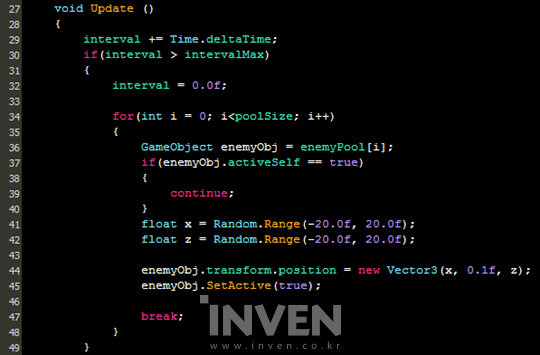 27 void Update ()
28 {
29 interval += Time.deltaTime;
30 if(interval > intervalMax)
31 {
32 interval = 0.0f;
33
34 for(int i = 0; i<poolSize; i++)
35 {
36 GameObject enemyObj = enemyPool[i];
37 if(enemyObj.activeSelf == true)
38 {
39 continue;
40 }
41 float x = Random.Range(-20.0f, 20.0f);
42 float z = Random.Range(-20.0f, 20.0f);
43
44 enemyObj.transform.position = new Vector3(x, 0.1f, z);
45 enemyObj.SetActive(true);
46
47 break;
48 }
49 }
INVEN
www.inven.co.kr